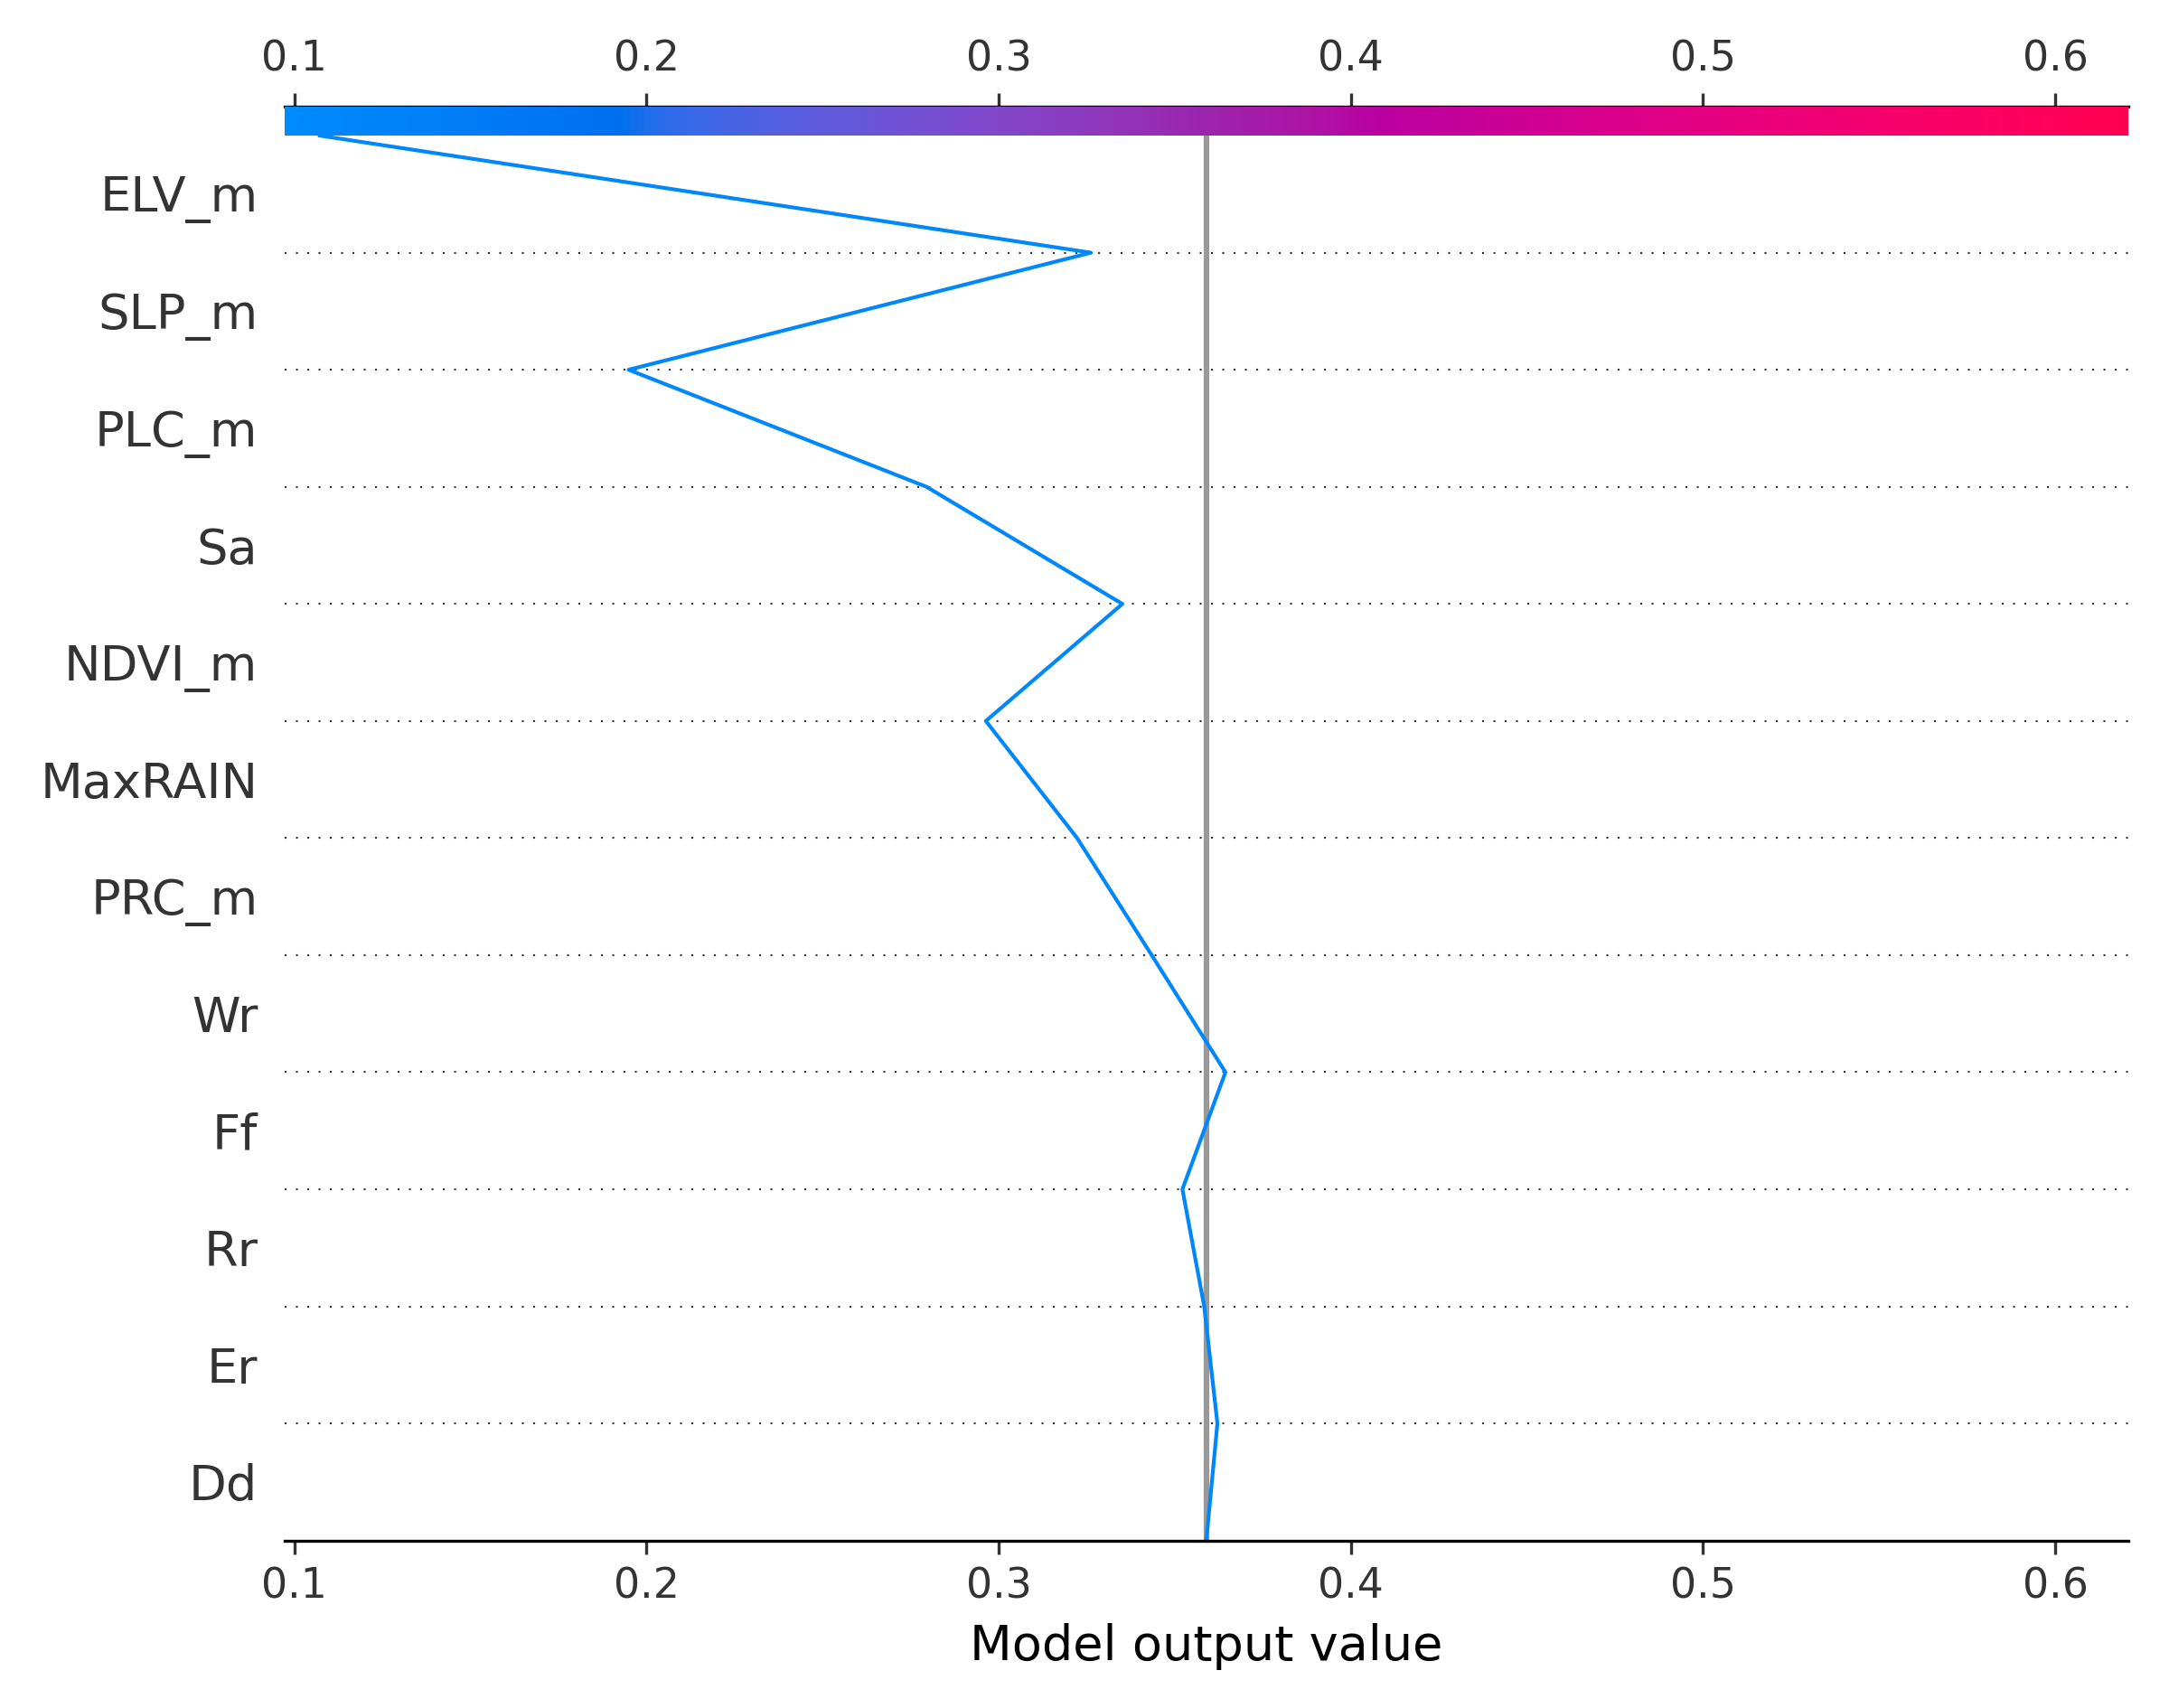 0.1 0.2 0.3 0.4 0.5 0.6
ELV_m
SLP_m
PLC_m
Sa
NDVI_m
MaxRAIN
PRC_m
Wr
Ff
Rr
Er
Dd
0.1 0.2 0.3 0.4 0.5 0.6
Model output value